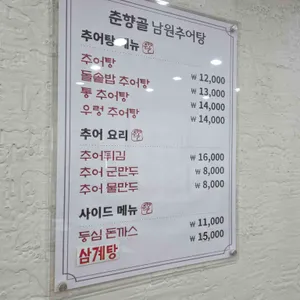 춘향골 남원추어탕
추어탕 메뉴
추어탕 ₩ 12,000
돌솥밥 추어탕 ₩ 13,000
통 추어탕 ₩ 14,000
우렁 추어탕 ₩ 14,000
추어 요리
추어튀김 ₩ 16,000
추어 군만두 ₩ 8,000
추어 물만두 ₩ 8,000
사이드 메뉴
등심 돈까스 ₩ 11,000
삼계탕 ₩ 15,000